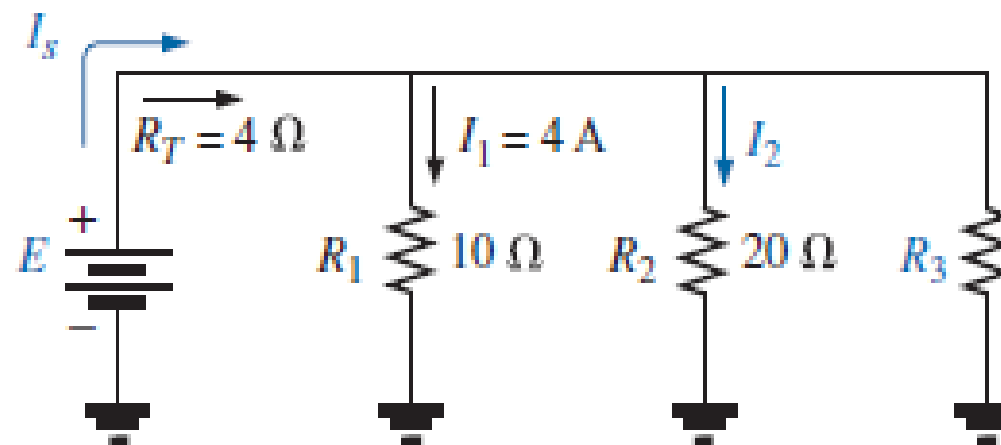 I_s
R_T = 4 Ω
I_1 = 4 A
I_2
+
E
R_1
10 Ω
R_2
20 Ω
R_3
−